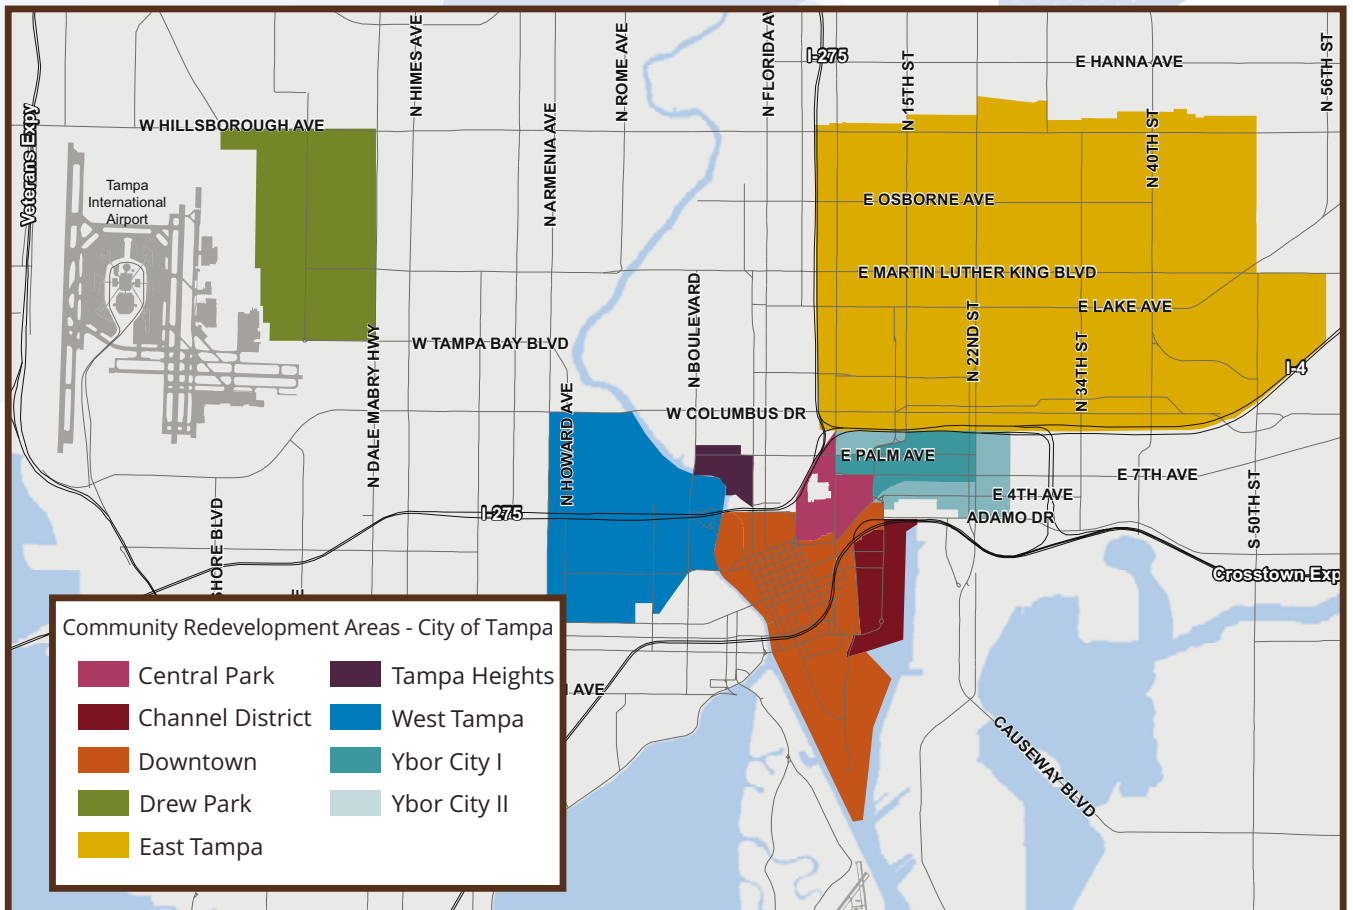 I-275
E HANNA AVE
N 56TH ST
N HIMES AVE
N ROME AVE
N FLORIDA AV
N 15TH ST
Veterans Expy
W HILLSBOROUGH AVE
N ARMENIA AVE
N 40TH ST
Tampa
International
Airport
E OSBORNE AVE
E MARTIN LUTHER KING BLVD
E LAKE AVE
N BOULEVARD
N 22ND ST
N 34TH ST
W TAMPA BAY BLVD
N DALE MABRY HWY
I-4
N HOWARD AVE
W COLUMBUS DR
E PALM AVE
E 7TH AVE
E 4TH AVE
I-275
ADAMO DR
S 50TH ST
SHORE BLVD
E
Crosstown Exp
AVE
CAUSEWAY BLVD
Community Redevelopment Areas - City of Tampa
Central Park
Channel District
Downtown
Drew Park
East Tampa
Tampa Heights
West Tampa
Ybor City I
Ybor City II